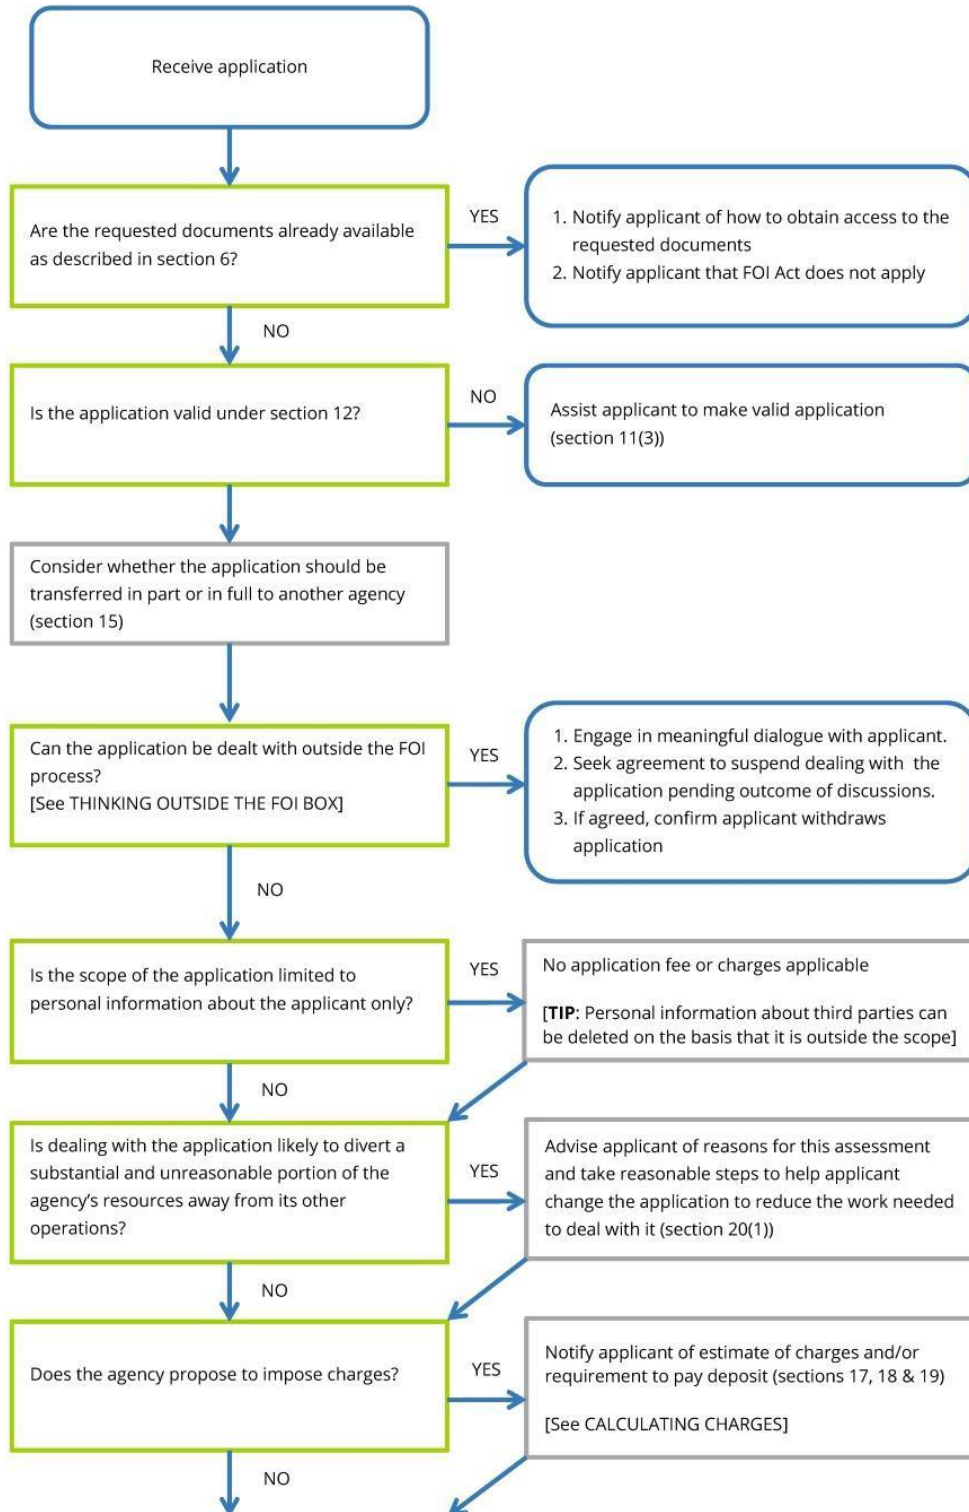 Receive application
Are the requested documents already available
as described in section 6?
YES
1. Notify applicant of how to obtain access to the
requested documents
2. Notify applicant that FOI Act does not apply
NO
Is the application valid under section 12?
NO
Assist applicant to make valid application
(section 11(3))
Consider whether the application should be
transferred in part or in full to another agency
(section 15)
Can the application be dealt with outside the FOI
process?
[See THINKING OUTSIDE THE FOI BOX]
YES
1. Engage in meaningful dialogue with applicant.
2. Seek agreement to suspend dealing with the
application pending outcome of discussions.
3. If agreed, confirm applicant withdraws
application
NO
Is the scope of the application limited to
personal information about the applicant only?
YES
No application fee or charges applicable
[TIP: Personal information about third parties can
be deleted on the basis that it is outside the scope]
NO
Is dealing with the application likely to divert a
substantial and unreasonable portion of the
agency’s resources away from its other
operations?
YES
Advise applicant of reasons for this assessment
and take reasonable steps to help applicant
change the application to reduce the work needed
to deal with it (section 20(1))
NO
Does the agency propose to impose charges?
YES
Notify applicant of estimate of charges and/or
requirement to pay deposit (sections 17, 18 & 19)
[See CALCULATING CHARGES]
NO